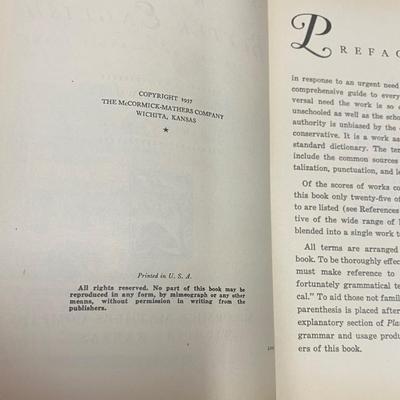 COPYRIGHT 1937
THE MCCORMICK-MATHERS COMPANY
WICHITA, KANSAS
★
Printed in U. S. A.
All rights reserved. No part of this book may be
reproduced in any form, by mimeograph or any other
means, without permission in writing from the
publishers.
PREFAC
in response to an urgent need
comprehensive guide to every
versal need the work is so
unschooled as well as the scho
authority is unbiased by the
conservative. It is a work as
standard dictionary. The ter
include the common sources
talization, punctuation, and le
Of the scores of works co
this book only twenty-five of
to are listed (see References
tive of the wide range of
blended into a single work t
All terms are arranged
book. To be thoroughly effec
must make reference to
fortunately grammatical te
cal." To aid those not famil
parenthesis is placed after
explanatory section of Pla
grammar and usage produ
ers of this book.